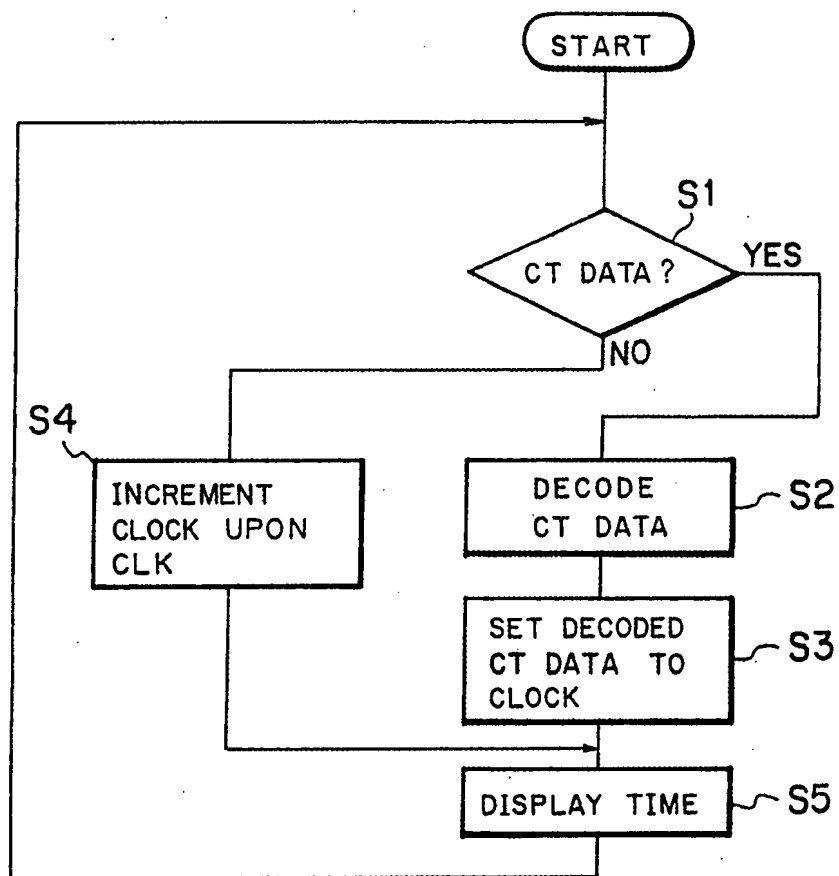 START
S1
CT DATA?
YES
NO
S4
INCREMENT
CLOCK UPON
CLK
DECODE
CT DATA
S2
SET DECODED
CT DATA TO
CLOCK
S3
DISPLAY TIME
S5